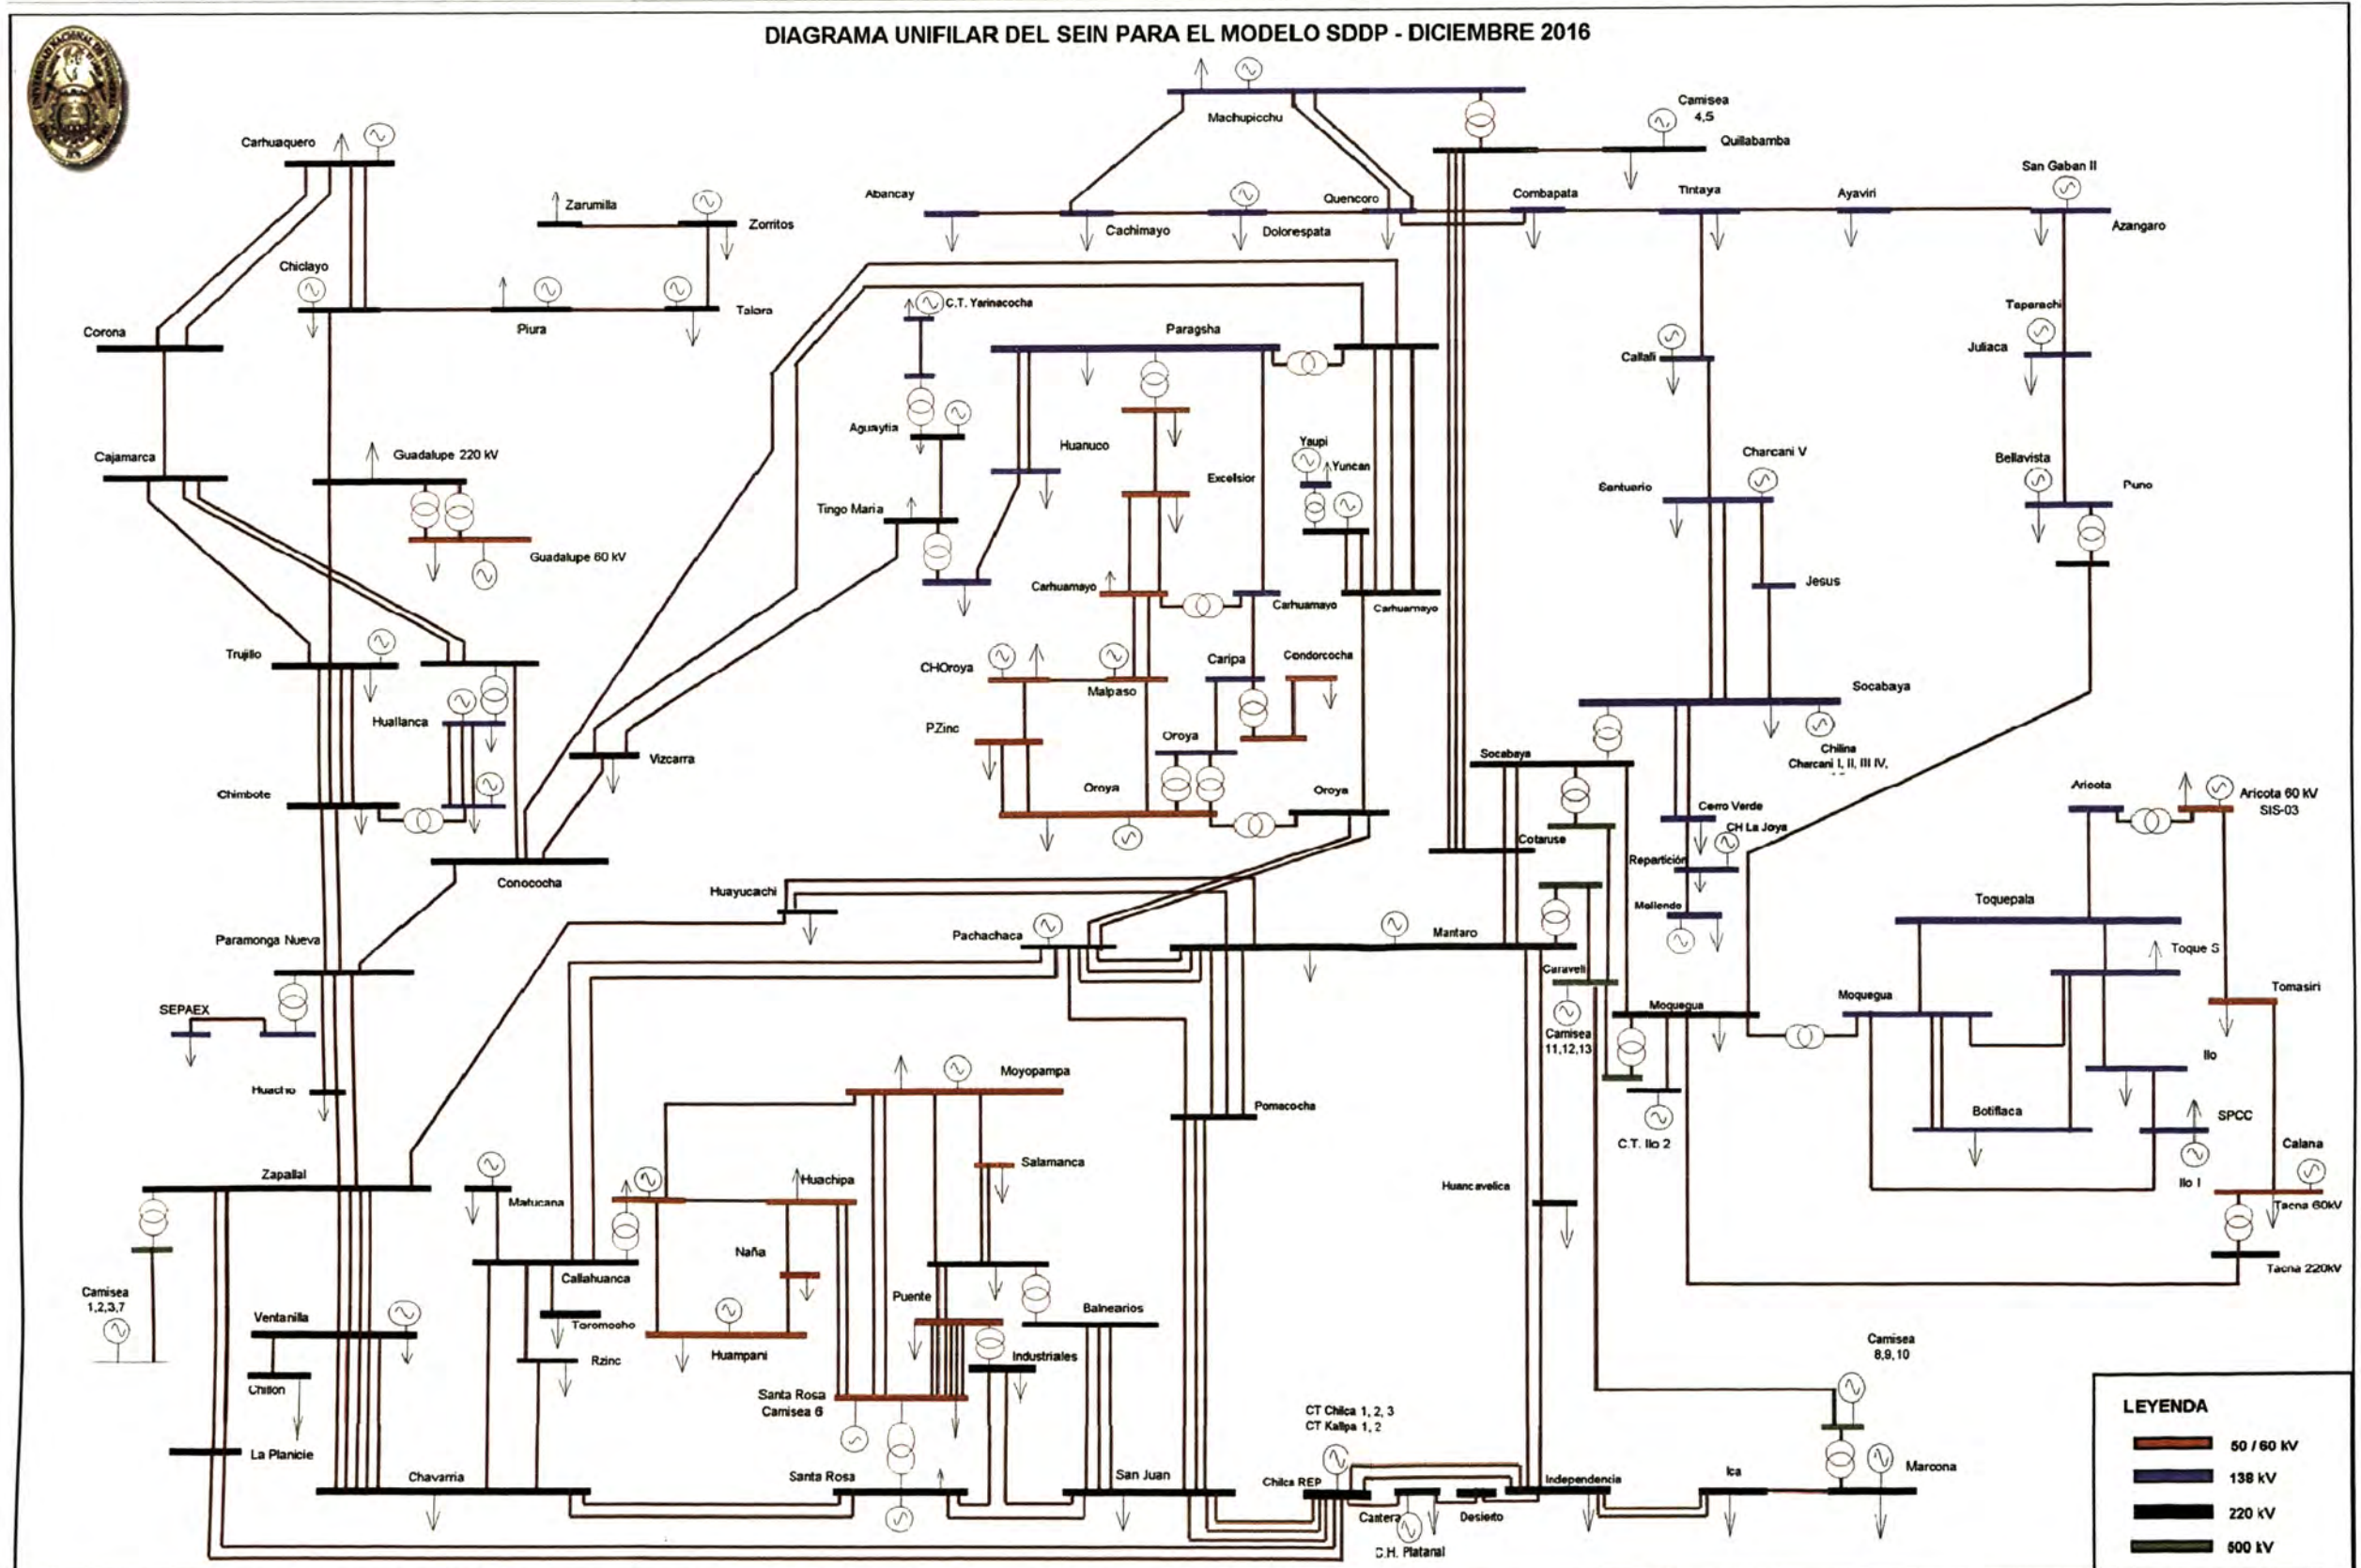 DIAGRAMA UNIFILAR DEL SEIN PARA EL MODELO SDDP - DICIEMBRE 2016
Machupicchu
Camisea
4,5
Quillabamba
Carhuaquero
Zarumilla
Zorritos
Abancay
Cachimayo
Dolorespata
Quencoro
Combapata
Tintaya
Ayaviri
San Gaban II
Azangaro
Chiclayo
Piura
Talara
Corona
C.T. Yarinacocha
Paragsha
Callali
Taparachi
Juliaca
Cajamarca
Guadalupe 220 kV
Guadalupe 60 kV
Aguaytia
Huanuco
Excelsior
Yaupi
Yuncan
Charcani V
Santuario
Bellavista
Puno
Tingo Maria
Carhuamayo
Carhuamayo
Carhuamayo
Jesus
Trujillo
Huallanca
CHOroya
Malpaso
Caripa
Condorcocha
Socabaya
PZinc
Oroya
Vizcarra
Socabaya
Chilina
Charcani I, II, III IV,
Chimbote
Oroya
Oroya
Aricota
Aricota 60 kV
SIS-03
Cerro Verde
CH La Joya
Cotaruse
Repartición
Conococha
Huayucachi
Mollendo
Toquepala
Paramonga Nueva
Pachachaca
Mantaro
Toque S
Caraveli
Tomasiri
SEPAEX
Moquegua
Moquegua
Camisea
11,12,13
Ilo
Huacho
Moyopampa
Pomacocha
Botiflaca
SPCC
C.T. Ilo 2
Calana
Zapallal
Matucana
Huachipa
Salamanca
Huancavelica
Ilo I
Tacna 60kV
Naña
Callahuanca
Tacna 220kV
Camisea
1,2,3,7
Ventanilla
Toromocho
Puente
Balnearios
Camisea
8,9,10
Chillon
Rzinc
Huampani
Industriales
Santa Rosa
Camisea 6
CT Chilca 1, 2, 3
CT Kallpa 1, 2
La Planicie
Chavarria
Santa Rosa
San Juan
Chilca REP
Independencia
Ica
Marcona
Cantera
Desierto
C.H. Platanal
LEYENDA
50 / 60 kV
138 kV
220 kV
500 kV